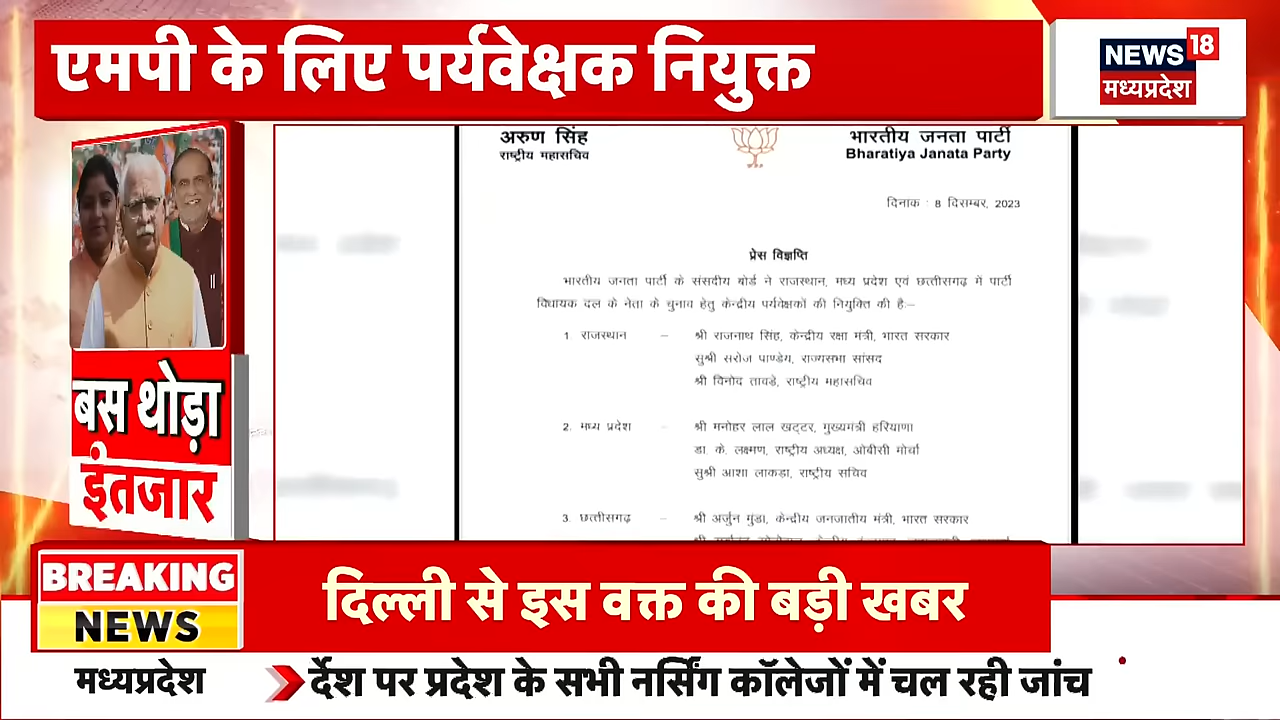 एमपी के लिए पर्यवेक्षक नियुक्त
NEWS 18
मध्यप्रदेश
अरुण सिंह
राष्ट्रीय महासचिव
भारतीय जनता पार्टी
Bharatiya Janata Party
दिनाक : 8 दिसम्बर, 2023
प्रेस विज्ञप्ति
भारतीय जनता पार्टी के संसदीय बोर्ड ने राजस्थान, मध्य प्रदेश एवं छत्तीसगढ़ में पार्टी
विधायक दल के नेता के चुनाव हेतु केन्द्रीय पर्यवेक्षकों की नियुक्ति की है:–
1. राजस्थान – श्री राजनाथ सिंह, केन्द्रीय रक्षा मंत्री, भारत सरकार
सुश्री सरोज पाण्डेय, राज्यसभा सांसद
श्री विनोद तावडे, राष्ट्रीय महासचिव
2. मध्य प्रदेश – श्री मनोहर लाल खट्टर, मुख्यमंत्री हरियाणा
डा. के. लक्ष्मण, राष्ट्रीय अध्यक्ष, ओबीसी मोर्चा
सुश्री आशा लाकड़ा, राष्ट्रीय सचिव
3. छत्तीसगढ़ – श्री अर्जुन मुंडा, केन्द्रीय जनजातीय मंत्री, भारत सरकार
बस थोड़ा
इंतजार
BREAKING
NEWS
दिल्ली से इस वक्त की बड़ी खबर
मध्यप्रदेश
र्देश पर प्रदेश के सभी नर्सिंग कॉलेजों में चल रही जांच